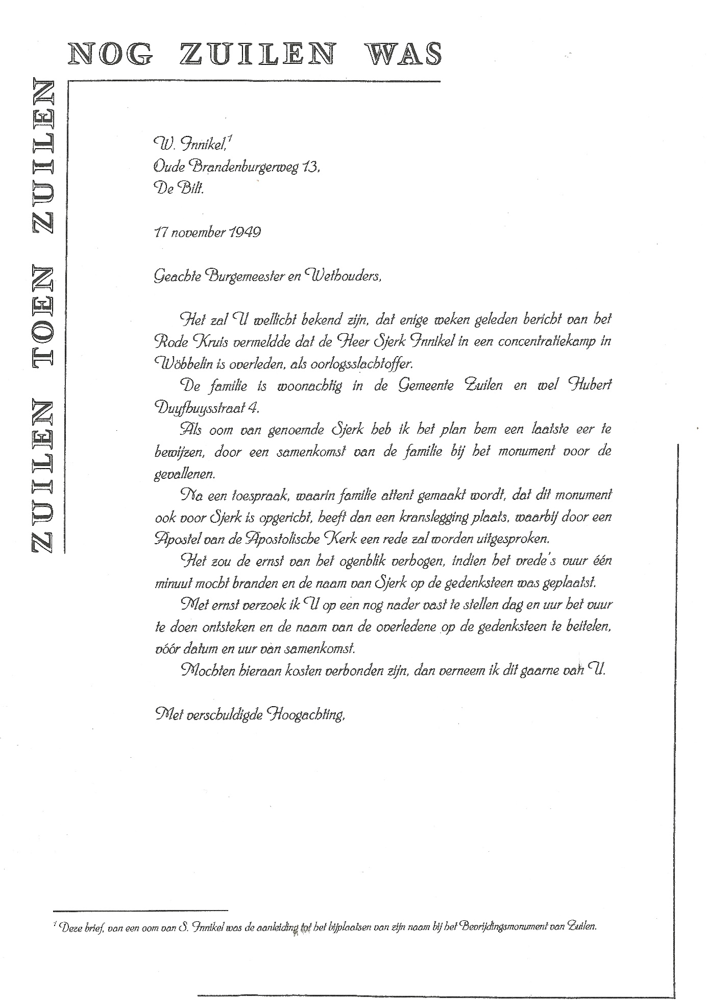 ZUILEN TOEN ZUILEN
NOG ZUILEN WAS
W. Innikel,¹
Oude Brandenburgerweg 13,
De Bilt.
17 november 1949
Geachte Burgemeester en Wethouders,
Het zal U wellicht bekend zijn, dat enige weken geleden bericht van het
Rode Kruis vermeldde dat de Heer Sjerk Innikel in een concentratiekamp in
Wöbbelin is overleden, als oorlogsslachtoffer.
De familie is woonachtig in de Gemeente Zuilen en wel Hubert
Duyfhuysstraat 4.
Als oom van genoemde Sjerk heb ik het plan hem een laatste eer te
bewijzen, door een samenkomst van de familie bij het monument voor de
gevallenen.
Na een toespraak, waarin familie attent gemaakt wordt, dat dit monument
ook voor Sjerk is opgericht, heeft dan een kranslegging plaats, waarbij door een
Apostel van de Apostolische Kerk een rede zal worden uitgesproken.
Het zou de ernst van het ogenblik verhogen, indien het vrede's vuur één
minuut mocht branden en de naam van Sjerk op de gedenksteen was geplaatst.
Met ernst verzoek ik U op een nog nader vast te stellen dag en uur het vuur
te doen ontsteken en de naam van de overledene op de gedenksteen te beitelen,
vóór datum en uur van samenkomst.
Mochten hieraan kosten verbonden zijn, dan verneem ik dit gaarne van U.
Met verschuldigde Hoogachting,
¹ Deze brief, van een oom van S. Innikel was de aanleiding tot het bijplaatsen van zijn naam bij het Bevrijdingsmonument van Zuilen.